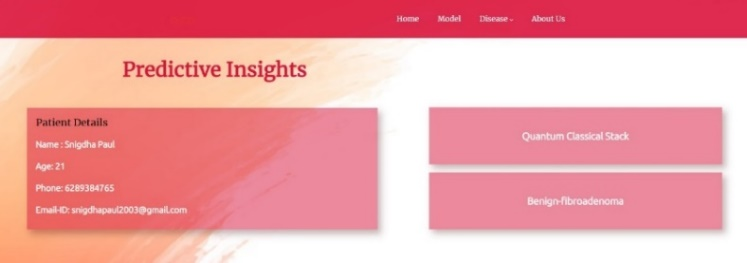 Home Model Disease About Us
Predictive Insights
Patient Details
Name : Snigdha Paul
Age: 21
Phone: 6289384765
Email-ID: snigdhapaul2003@gmail.com
Quantum Classical Stack
Benign-fibroadenoma